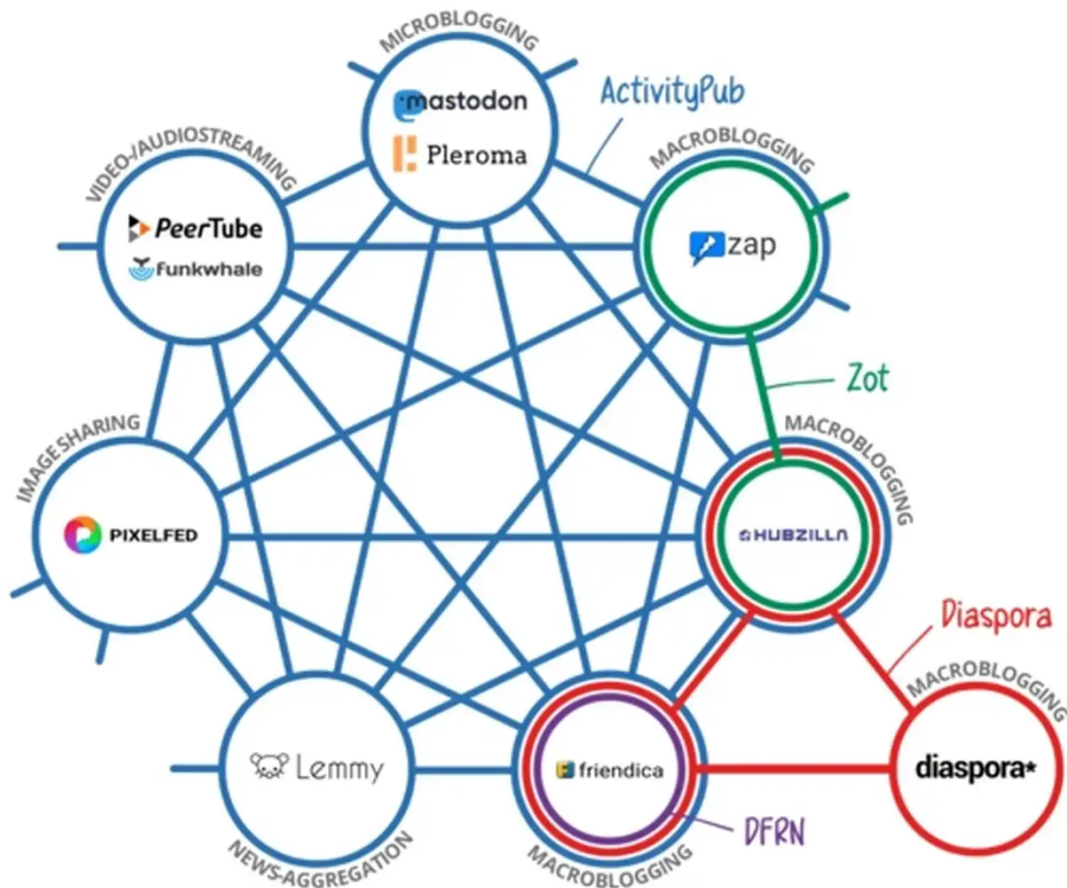 MICROBLOGGING
mastodon
Pleroma
ActivityPub
MACROBLOGGING
zap
VIDEO-/AUDIOSTREAMING
PeerTube
funkwhale
Zot
IMAGE SHARING
PIXELFED
MACROBLOGGING
HUBZILLA
Diaspora
MACROBLOGGING
diaspora*
Lemmy
NEWS-AGGREGATION
friendica
MACROBLOGGING
DFRN